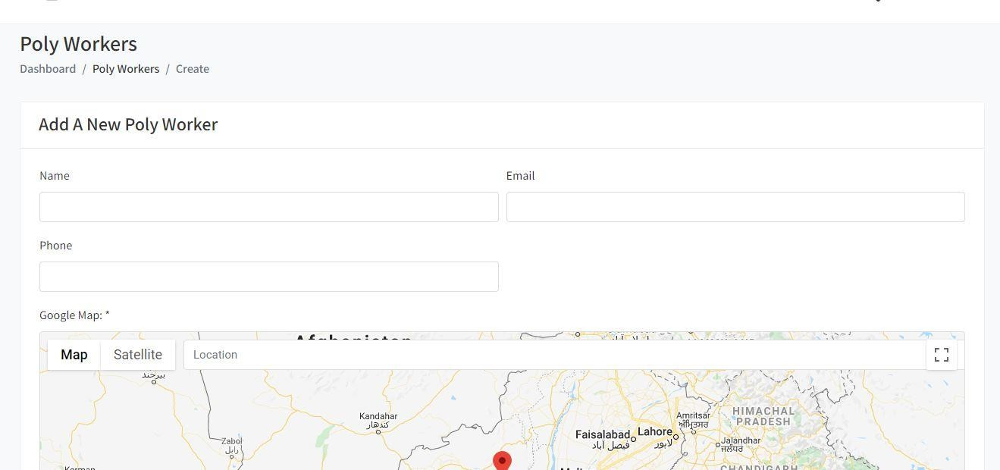 Poly Workers
Dashboard / Poly Workers / Create
Add A New Poly Worker
Name
Email
Phone
Google Map: *
Afghanistan
Map
Satellite
Location
بیرجند
Kandahar
کندهار
Zabol
زابل
Kerman
Faisalabad
فیصل آباد
Lahore
لاہور
Amritsar
ਅੰਮ੍ਰਿਤਸਰ
Jalandhar
ਜਲੰਧਰ
HIMACHAL
PRADESH
CHANDIGARH